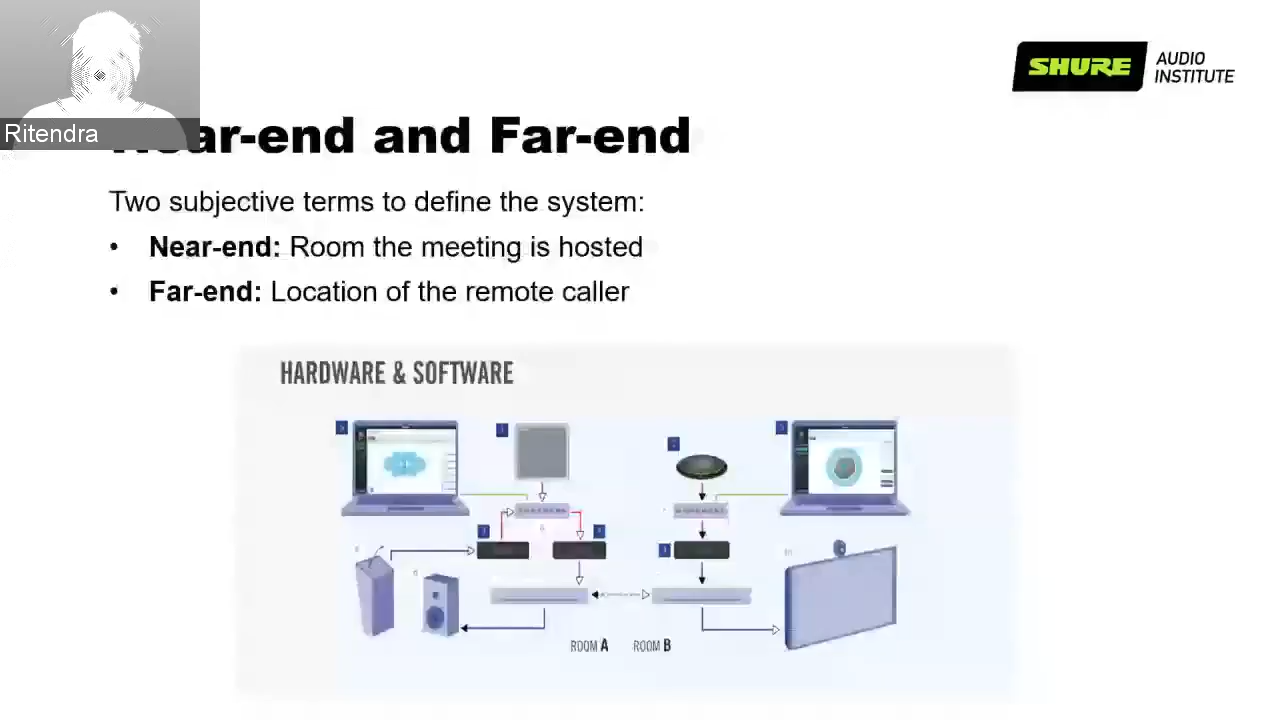 SHURE AUDIO
INSTITUTE
Ritendra
ar-end and Far-end
Two subjective terms to define the system:
• Near-end: Room the meeting is hosted
• Far-end: Location of the remote caller
HARDWARE & SOFTWARE
ROOM A ROOM B